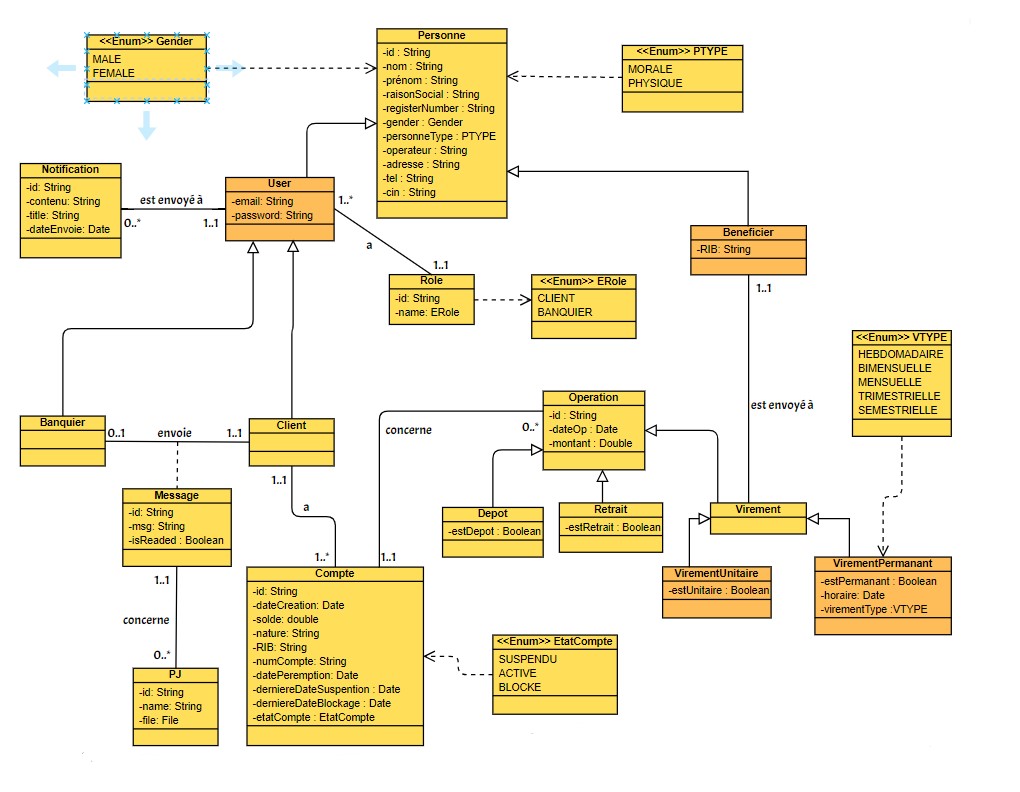 <<Enum>> Gender
MALE
FEMALE
Personne
-id : String
-nom : String
-prénom : String
-raisonSocial : String
-registerNumber : String
-gender : Gender
-personneType : PTYPE
-operateur : String
-adresse : String
-tel : String
-cin : String
<<Enum>> PTYPE
MORALE
PHYSIQUE
Notification
-id: String
-contenu: String
-title: String
-dateEnvoie: Date
est envoyé à
0..*
1..1
User
-email: String
-password: String
1..*
a
1..1
Role
-id: String
-name: ERole
<<Enum>> ERole
CLIENT
BANQUIER
Beneficier
-RIB: String
1..1
est envoyé à
<<Enum>> VTYPE
HEBDOMADAIRE
BIMENSUELLE
MENSUELLE
TRIMESTRIELLE
SEMESTRIELLE
Banquier
0..1
envoie
1..1
Client
1..1
a
1..*
concerne
0..*
1..1
Operation
-id : String
-dateOp : Date
-montant : Double
Depot
-estDepot : Boolean
Retrait
-estRetrait : Boolean
Virement
VirementUnitaire
-estUnitaire : Boolean
VirementPermanant
-estPermanant : Boolean
-horaire: Date
-virementType :VTYPE
Message
-id: String
-msg: String
-isReaded : Boolean
1..1
concerne
0..*
PJ
-id: String
-name: String
-file: File
Compte
-id: String
-dateCreation: Date
-solde: double
-nature: String
-RIB: String
-numCompte: String
-datePeremption: Date
-derniereDateSuspention : Date
-derniereDateBlockage : Date
-etatCompte : EtatCompte
<<Enum>> EtatCompte
SUSPENDU
ACTIVE
BLOCKE